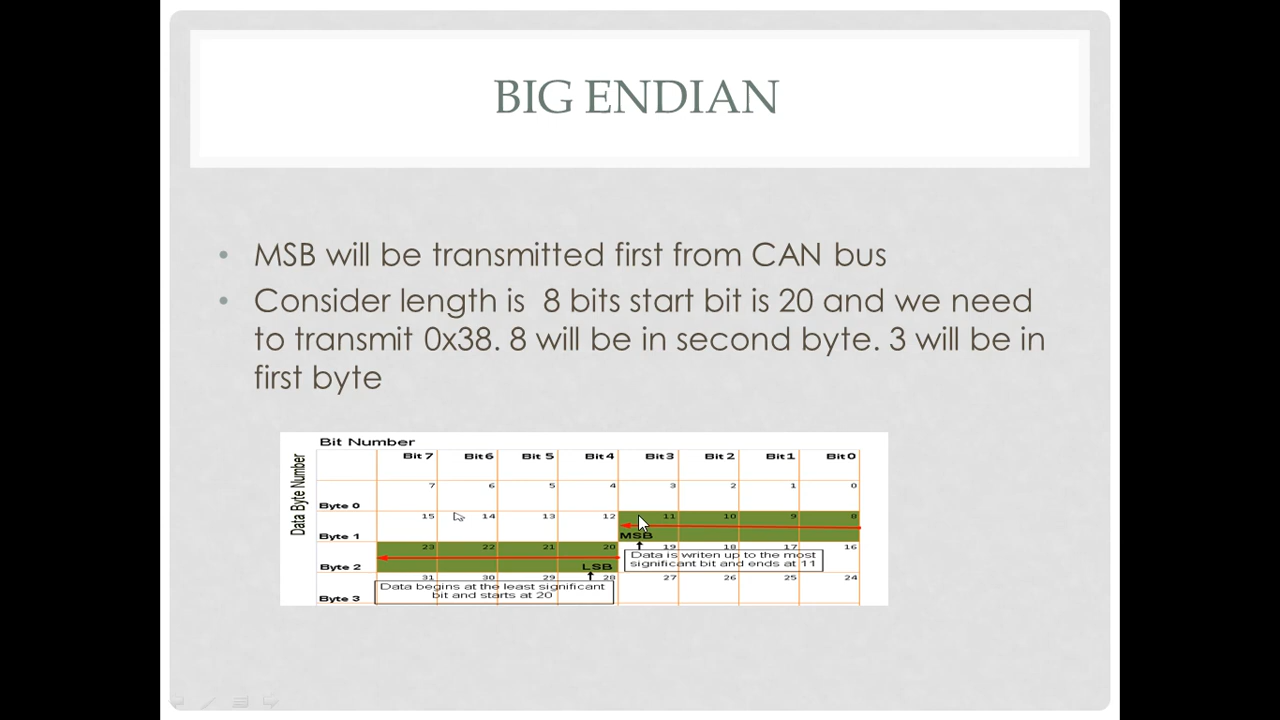 BIG ENDIAN
• MSB will be transmitted first from CAN bus
• Consider length is 8 bits start bit is 20 and we need
to transmit 0x38. 8 will be in second byte. 3 will be in
first byte
Bit Number
Data Byte Number
Bit 7 Bit 6 Bit 5 Bit 4 Bit 3 Bit 2 Bit 1 Bit 0
7 6 5 4 3 2 1 0
Byte 0
15 14 13 12 11 10 9 8
Byte 1 MSB
23 22 21 20 19 18 17 16
Byte 2 LSB
Data is writen up to the most
significant bit and ends at 11
31 30 29 28 27 26 25 24
Byte 3
Data begins at the least significant
bit and starts at 20